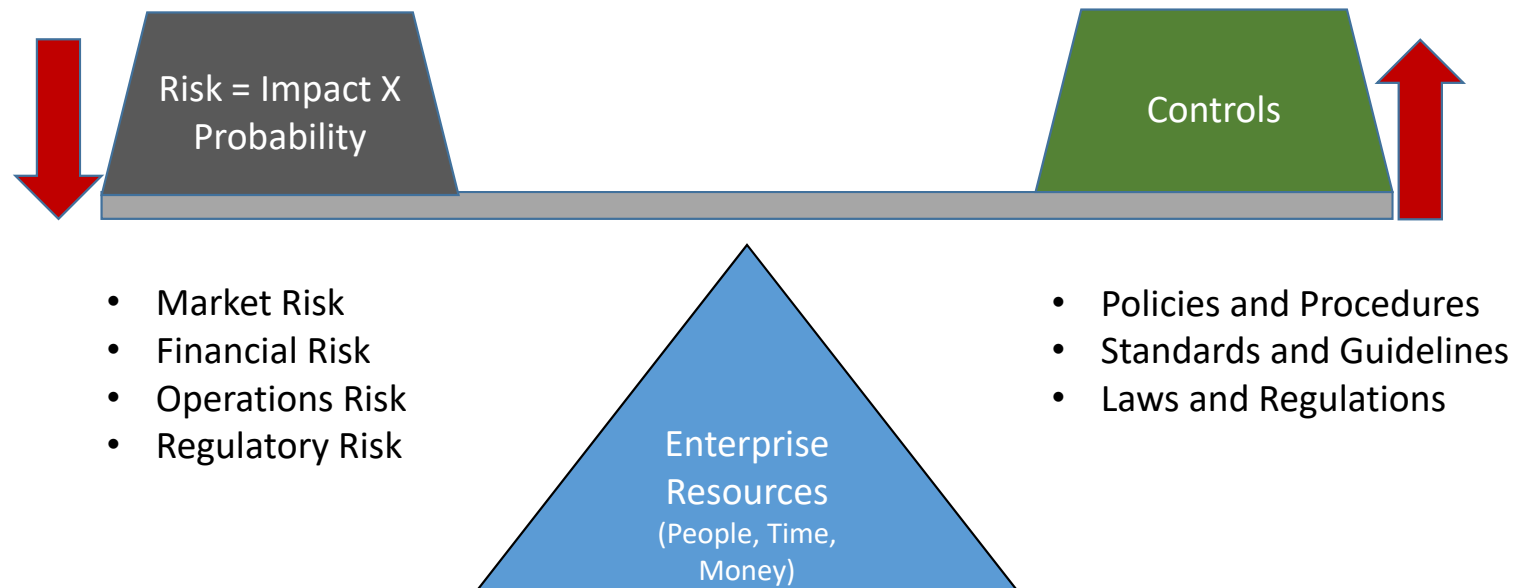 Risk = Impact X
Probability
Controls
• Market Risk
• Financial Risk
• Operations Risk
• Regulatory Risk
• Policies and Procedures
• Standards and Guidelines
• Laws and Regulations
Enterprise
Resources
(People, Time,
Money)